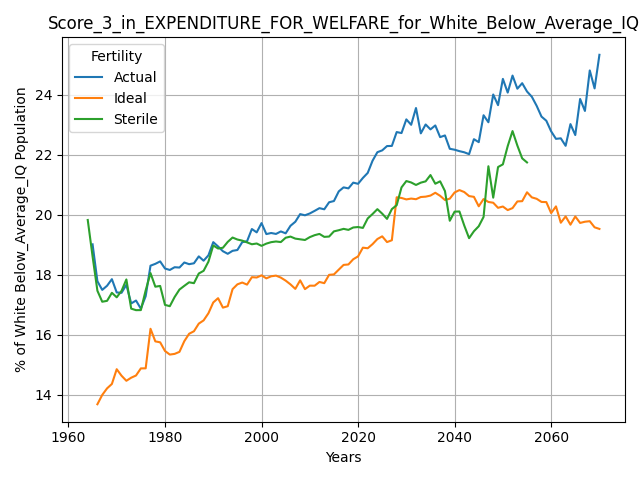 Score_3_in_EXPENDITURE_FOR_WELFARE_for_White_Below_Average_IQ
Fertility
Actual
Ideal
Sterile
% of White Below_Average_IQ Population
24
22
20
18
16
14
1960
1980
2000
2020
2040
2060
Years